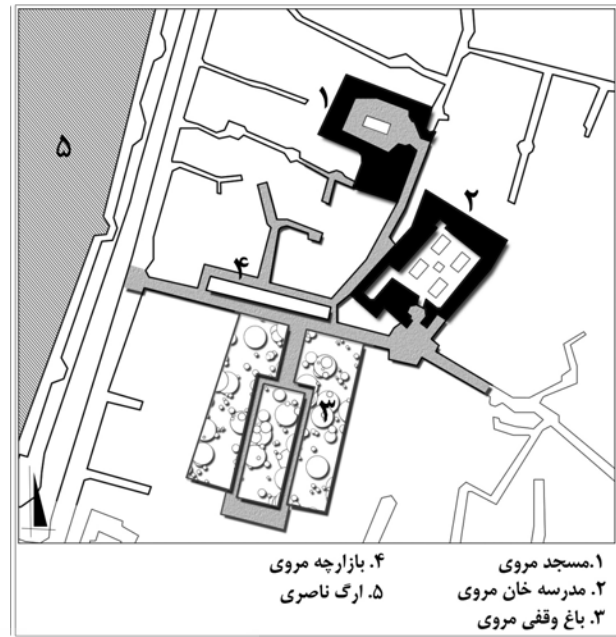 ۱
۲
۵
۴
۳
۱.مسجد مروی
۲. مدرسه خان مروی
۳. باغ وقفی مروی
۴. بازارچه مروی
۵. ارگ ناصری